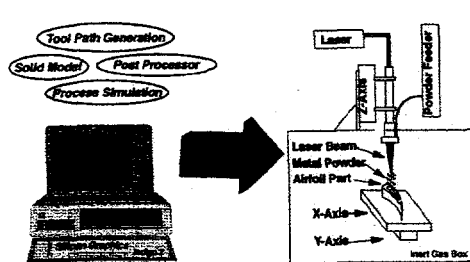 Tool Path Generation
Solid Model
Post Processor
Process Simulation
Laser
Z-Axis
Powder Feeder
Laser Beam
Metal Powder
Airfoil Part
X-Axis
Y-Axis
Inert Gas Box